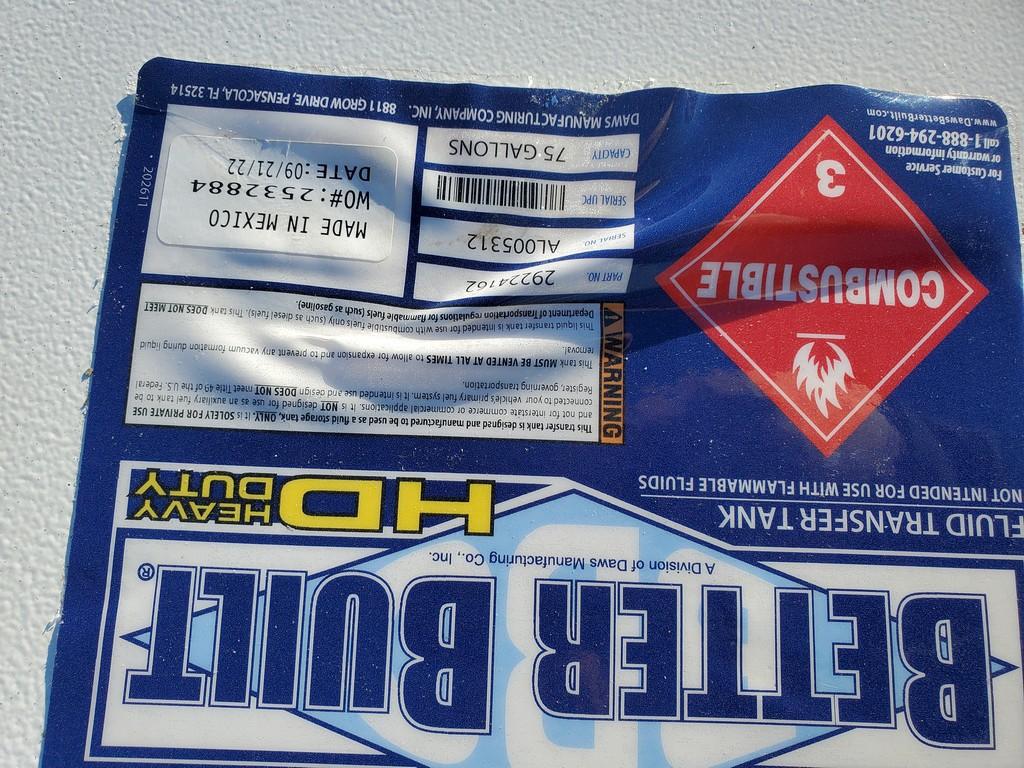 BETTER BUILT®
A Division of Daws Manufacturing Co., Inc.
HD HEAVY
DUTY
FLUID TRANSFER TANK
NOT INTENDED FOR USE WITH FLAMMABLE FLUIDS
COMBUSTIBLE
3
For Customer Service
or warranty information
call 1-888-294-6201
www.DawsBetterBuilt.com
WARNING
This transfer tank is designed and manufactured to be used as a fluid storage tank, ONLY. It is SOLELY FOR PRIVATE USE
and not for interstate commerce or commercial applications. It is NOT designed for use as an auxiliary fuel tank to be
connected to your vehicle's primary fuel system. It is intended use and design DOES NOT meet Title 49 of the U.S. Federal
Register, governing transportation.
This tank MUST BE VENTED AT ALL TIMES to allow for expansion and to prevent any vacuum formation during liquid
removal.
This liquid transfer tank is intended for use with combustible fuels only (such as diesel fuels). This tank DOES NOT MEET
Department of Transportation regulations for flammable fuels (such as gasoline).
PART NO. 29224162
SERIAL NO. AL005312
SERIAL UPC
CAPACITY 75 GALLONS
MADE IN MEXICO
WO#:2532884
DATE:09/21/22
DAWS MANUFACTURING COMPANY, INC. 8811 GROW DRIVE, PENSACOLA, FL 32514
202611